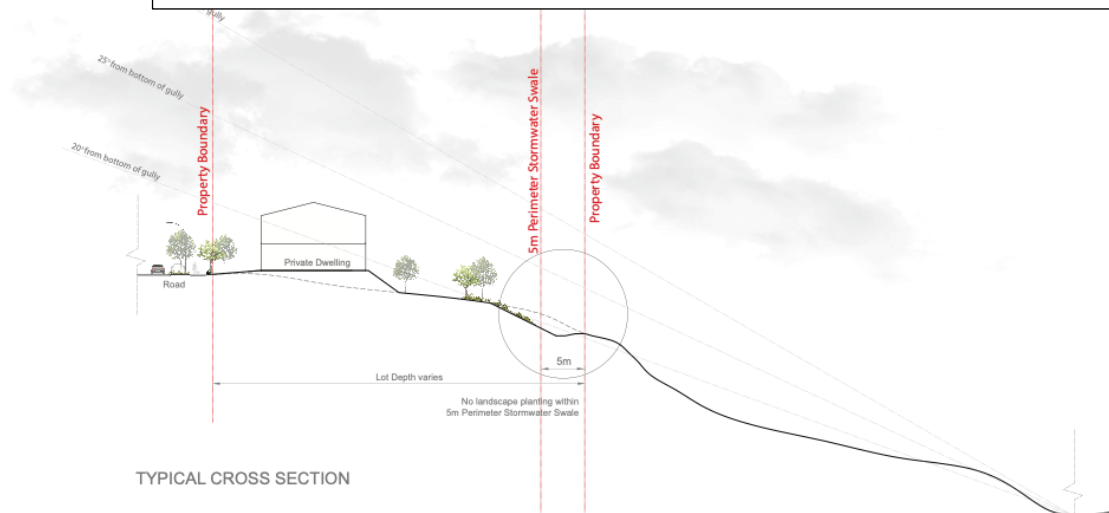 gully
25° from bottom of gully
20° from bottom of gully
Property Boundary
5m Perimeter Stormwater Swale
Property Boundary
Private Dwelling
Road
5m
Lot Depth varies
No landscape planting within
5m Perimeter Stormwater Swale
TYPICAL CROSS SECTION